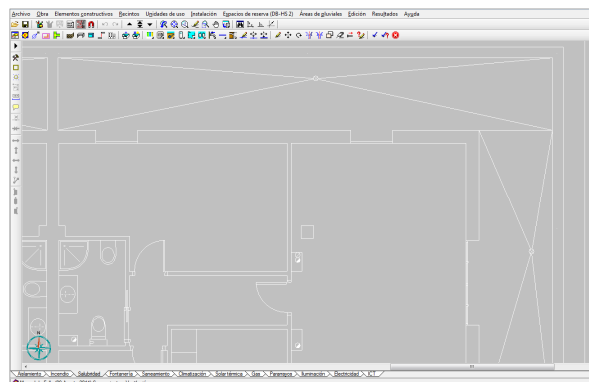 Archivo Obra Elementos constructivos Recintos Unidades de uso Instalación Espacios de reserva (DB-HS 2) Áreas de pluviales Edición Resultados Ayuda
N
Aislamiento Incendio Salubridad Fontanería Saneamiento Climatización Solar térmica Gas Pararrayos Iluminación Electricidad ICT